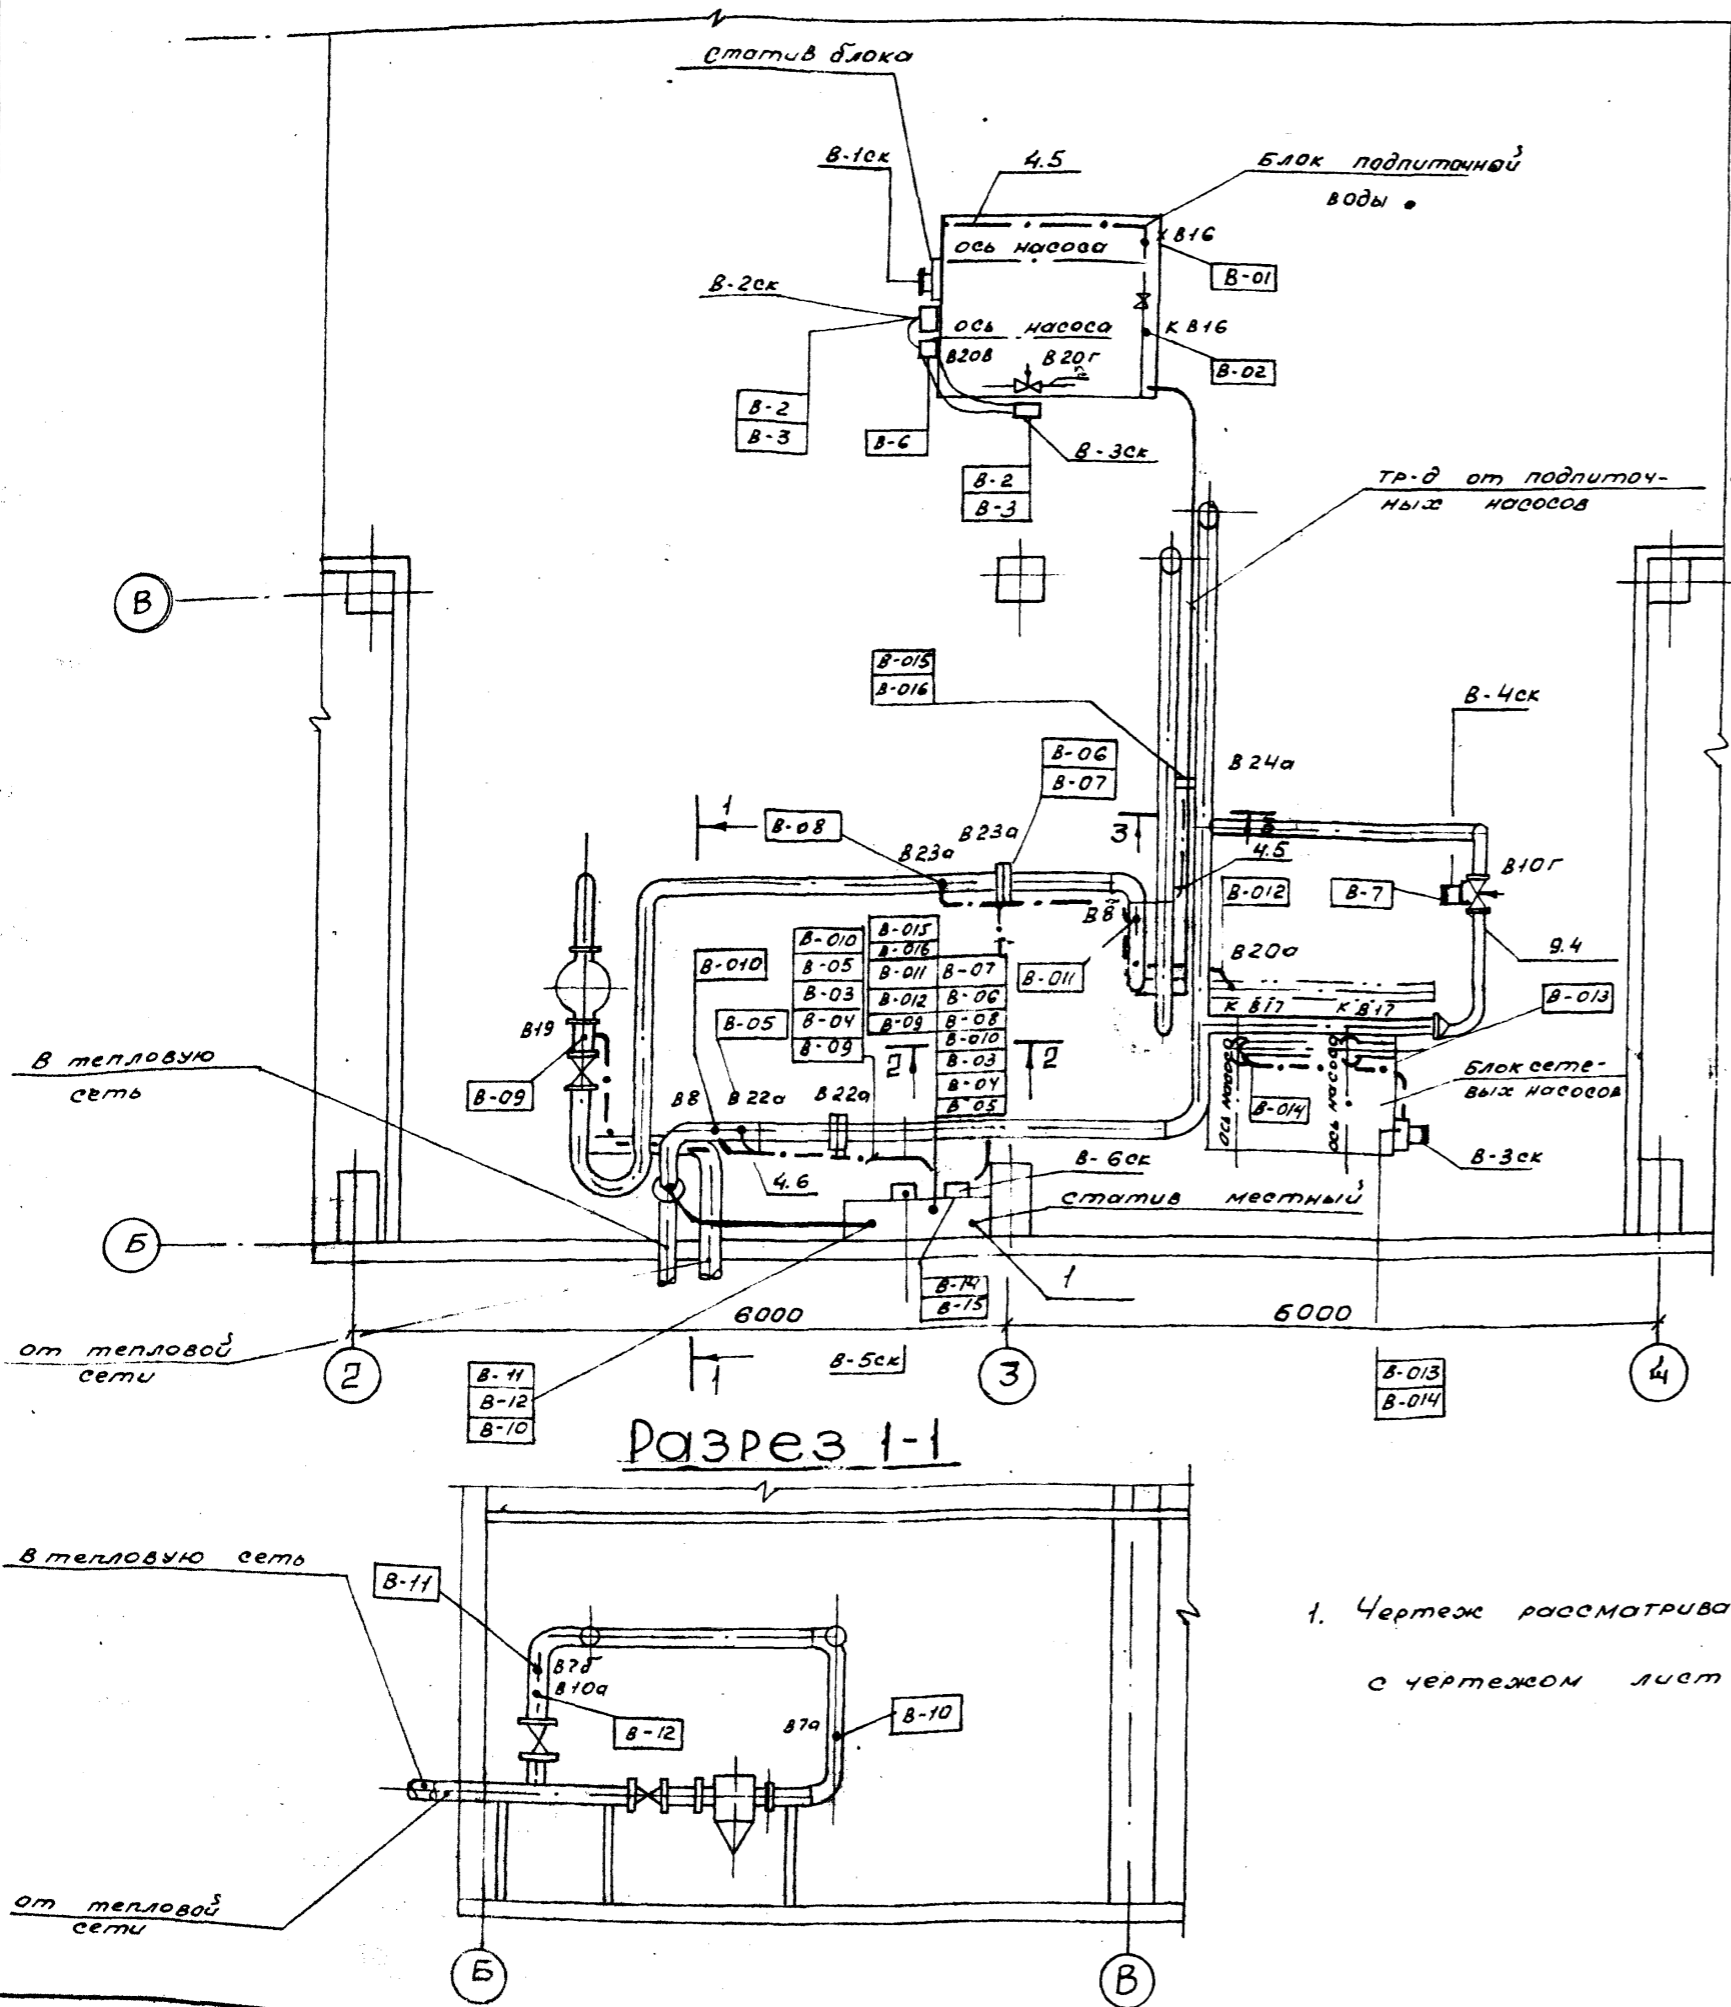 статив блока
В-1ск
4.5
Блок подпиточной
воды
ось насоса
К В16
В-01
В-2ск
ось насоса
К В16
В20в
В20г
В-02
В-2
В-3
В-6
В-3ск
В-2
В-3
тр-д от подпиточ-
ных насосов
В
В-015
В-016
В-4ск
В-06
В-07
В24а
1
В-08
В23а
В23а
3
4.5
В10г
В-7
В-012
В8
В-010
В-05
В-03
В-04
В-09
В-015
В-016
В-011
В-012
В-09
В-07
В-06
В-08
В-010
В-03
В-04
В-05
В-010
В-011
В20а
9.4
В-013
К В17
К В17
В19
В-05
В тепловую
сеть
В-09
2
2
В8
В22а
В22а
ось насоса
ось насоса
В-014
Блок сете-
вых насосов
В-3ск
4.6
В-6ск
статив местный
Б
В-14
В-15
1
6000
6000
от тепловой
сети
2
1
В-5ск
3
4
В-11
В-12
В-10
В-013
В-014
Разрез 1-1
В тепловую сеть
В-11
В7б
В10а
В-12
В7а
В-10
1. Чертеж рассматрива
с чертежом лист
от тепловой
сети
Б
В